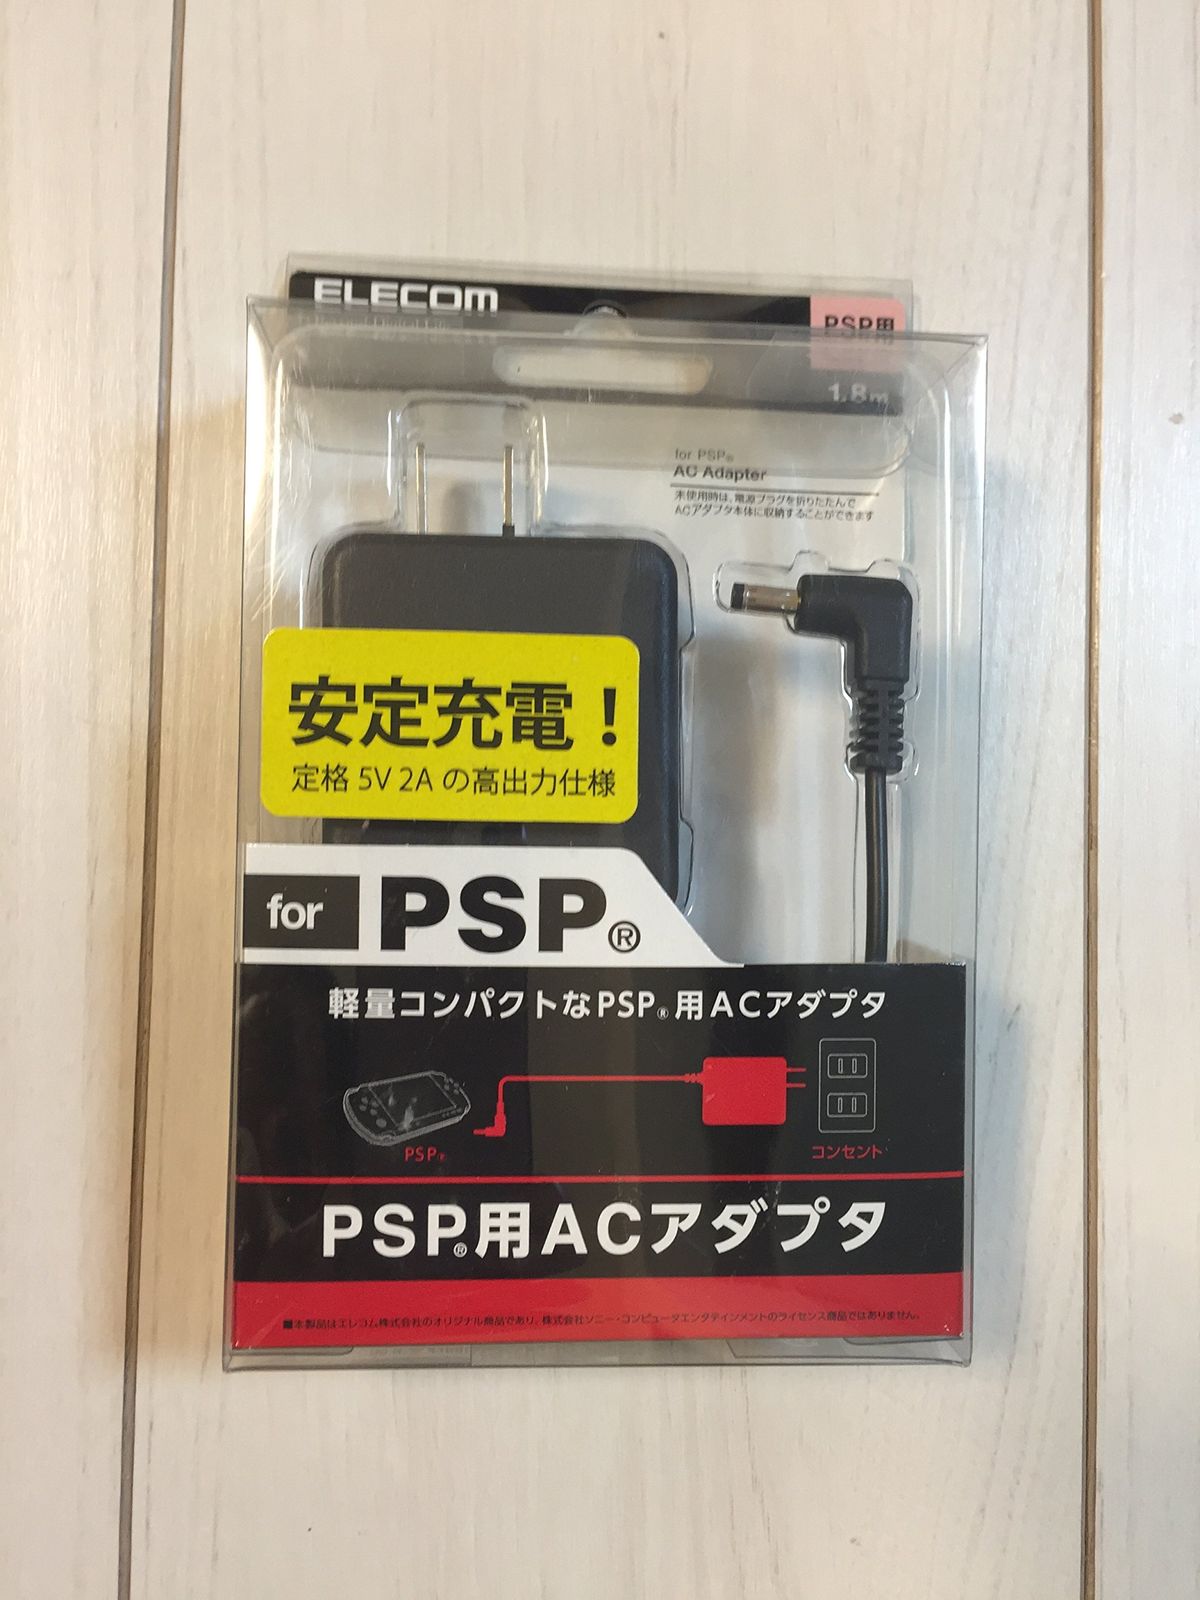 ELECOM
PSP用
1.8m
for PSP®
AC Adapter
未使用時は、電源プラグを折りたたんで
ACアダプタ本体に収納することができます
安定充電！
定格 5V 2A の高出力仕様
for PSP®
軽量コンパクトなPSP®用ACアダプタ
PSP®
コンセント
PSP®用ACアダプタ
■本製品はエレコム株式会社のオリジナル商品であり、株式会社ソニー・コンピュータエンタテインメントのライセンス商品ではありません。